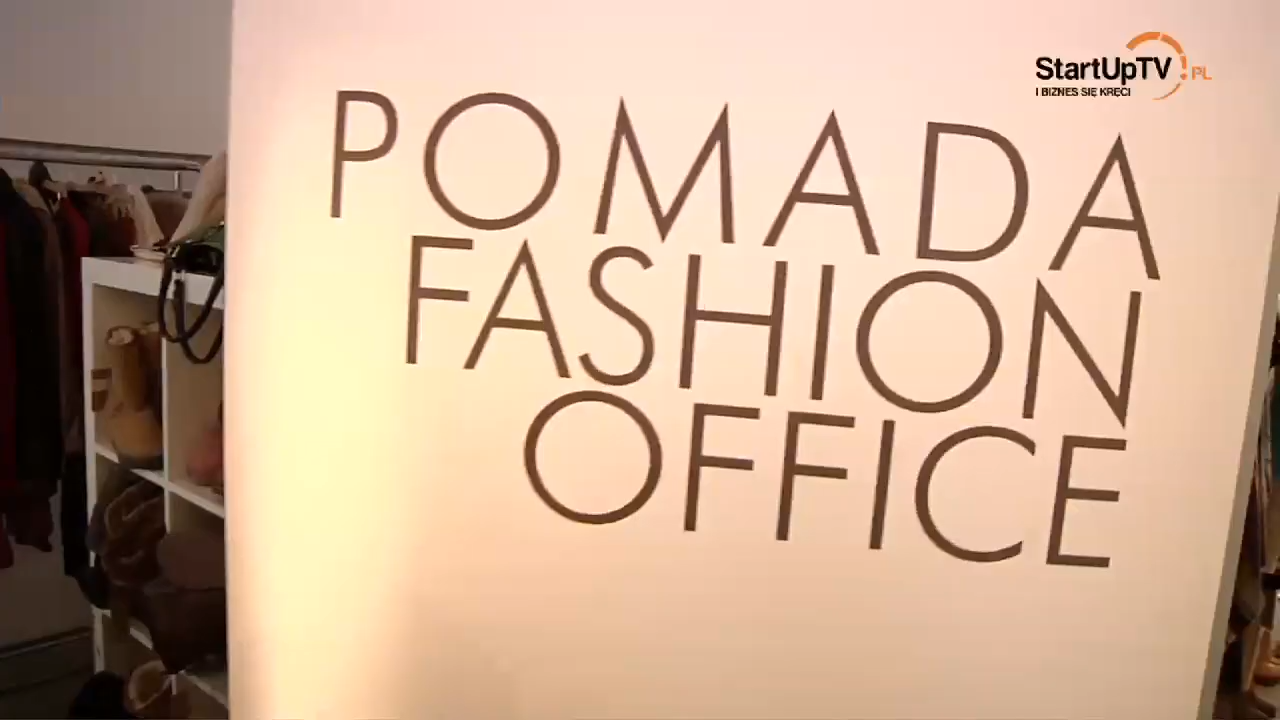 StartUpTV.PL
I BIZNES SIĘ KRĘCI
POMADA
FASHION
OFFICE